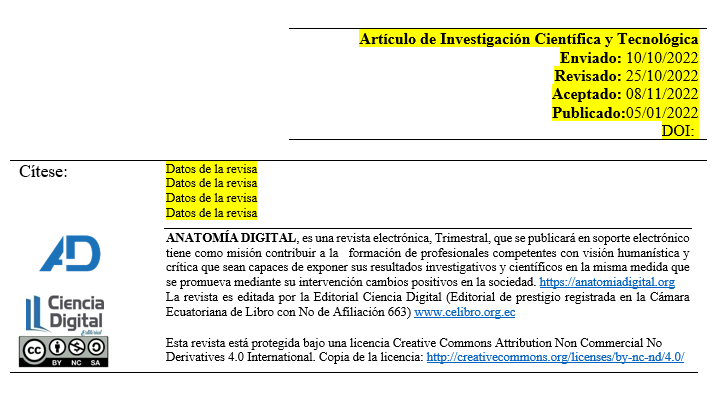 Artículo de Investigación Científica y Tecnológica
Enviado: 10/10/2022
Revisado: 25/10/2022
Aceptado: 08/11/2022
Publicado:05/01/2022
DOI:
Cítese:
Datos de la revisa
Datos de la revisa
Datos de la revisa
Datos de la revisa
ANATOMÍA DIGITAL, es una revista electrónica, Trimestral, que se publicará en soporte electrónico
tiene como misión contribuir a la formación de profesionales competentes con visión humanística y
crítica que sean capaces de exponer sus resultados investigativos y científicos en la misma medida que
se promueva mediante su intervención cambios positivos en la sociedad. https://anatomiadigital.org
La revista es editada por la Editorial Ciencia Digital (Editorial de prestigio registrada en la Cámara
Ecuatoriana de Libro con No de Afiliación 663) www.celibro.org.ec
Esta revista está protegida bajo una licencia Creative Commons Attribution Non Commercial No
Derivatives 4.0 International. Copia de la licencia: http://creativecommons.org/licenses/by-nc-nd/4.0/
AD
Ciencia
Digital
Editorial
cc
BY NC SA